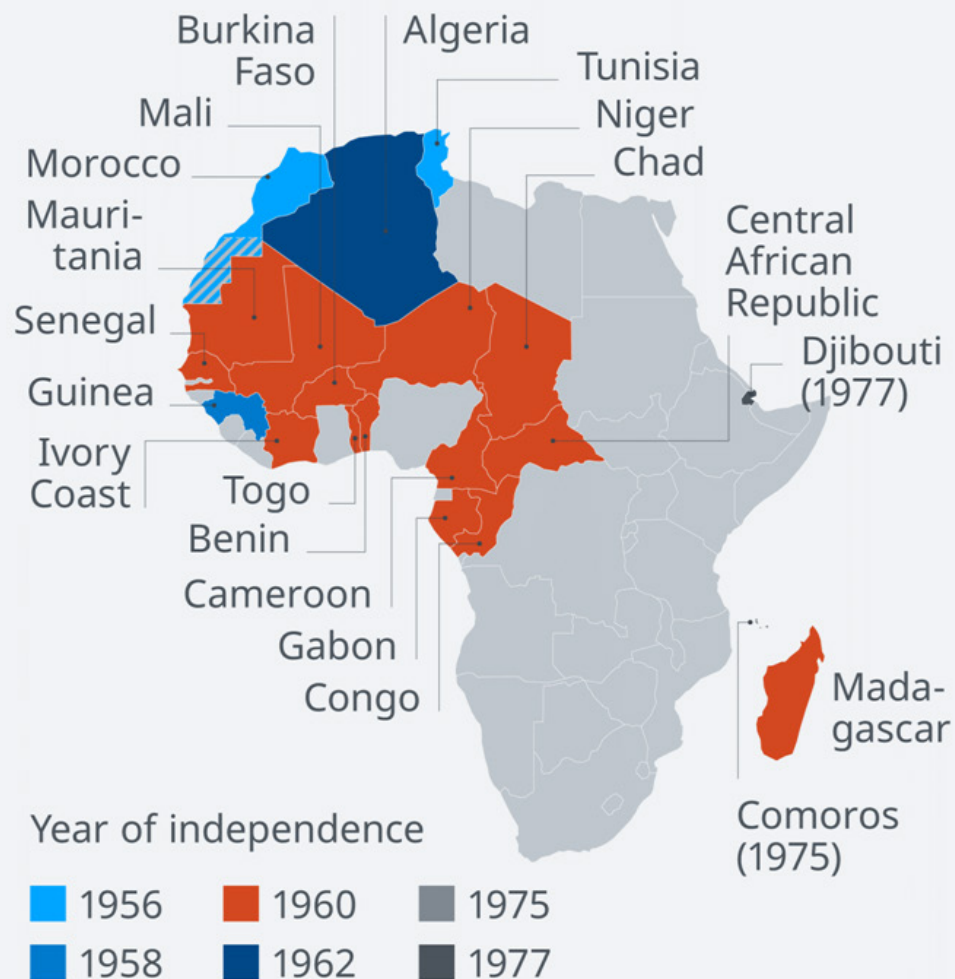 Burkina
Faso
Algeria
Tunisia
Mali
Niger
Morocco
Chad
Mauri-
tania
Central
African
Republic
Senegal
Djibouti
(1977)
Guinea
Ivory
Coast
Togo
Benin
Cameroon
Gabon
Congo
Mada-
gascar
Comoros
(1975)
Year of independence
1956
1960
1975
1958
1962
1977